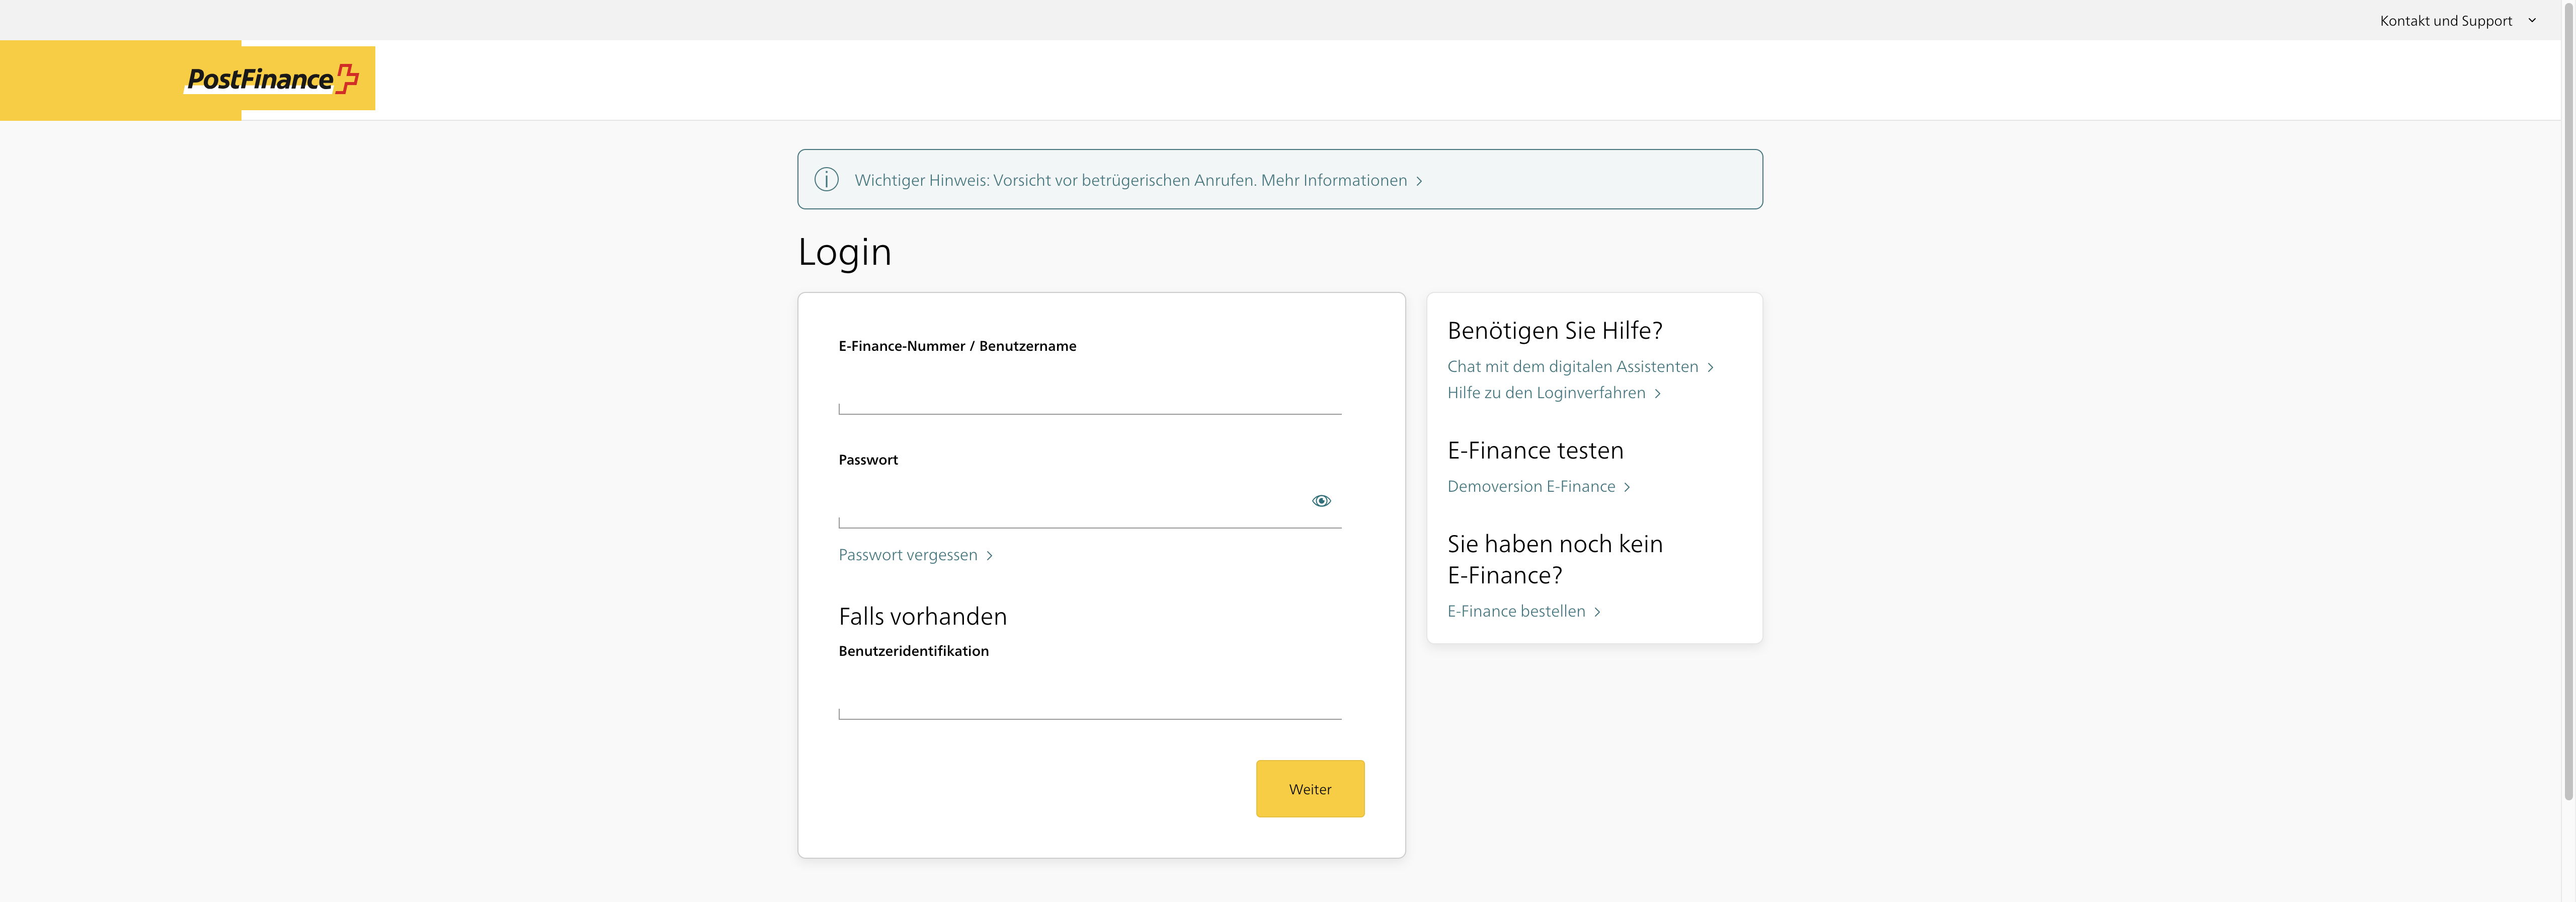 Kontakt und Support
PostFinance
Wichtiger Hinweis: Vorsicht vor betrügerischen Anrufen. Mehr Informationen
Login
E-Finance-Nummer / Benutzername
Passwort
Passwort vergessen
Falls vorhanden
Benutzeridentifikation
Weiter
Benötigen Sie Hilfe?
Chat mit dem digitalen Assistenten
Hilfe zu den Loginverfahren
E-Finance testen
Demoversion E-Finance
Sie haben noch kein
E-Finance?
E-Finance bestellen